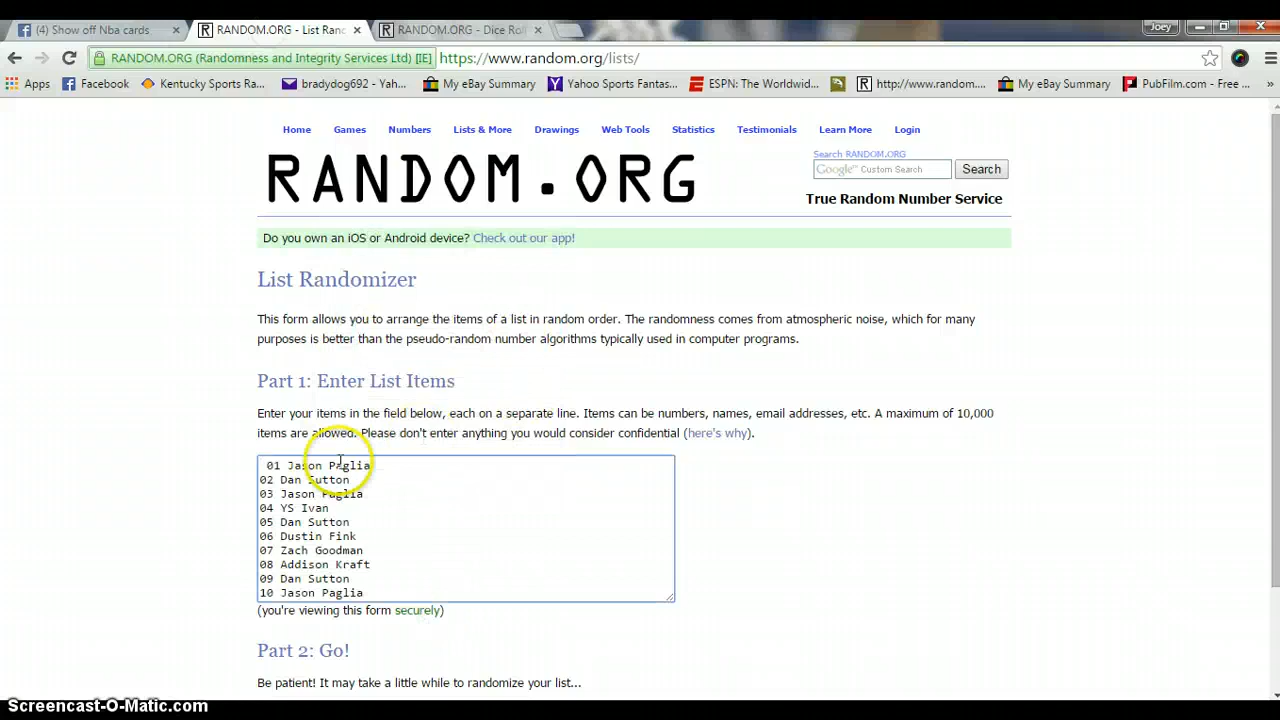 (4) Show off Nba cards
RANDOM.ORG - List Ranc
RANDOM.ORG - Dice Roll
Joey
RANDOM.ORG (Randomness and Integrity Services Ltd) [IE]
https://www.random.org/lists/
Apps
Facebook
Kentucky Sports Ra...
bradydog692 - Yah...
My eBay Summary
Yahoo Sports Fantas...
ESPN: The Worldwid...
http://www.random....
My eBay Summary
PubFilm.com - Free ...
»
Home
Games
Numbers
Lists & More
Drawings
Web Tools
Statistics
Testimonials
Learn More
Login
RANDOM.ORG
Search RANDOM.ORG
Google™ Custom Search
Search
True Random Number Service
Do you own an iOS or Android device? Check out our app!
List Randomizer
This form allows you to arrange the items of a list in random order. The randomness comes from atmospheric noise, which for many
purposes is better than the pseudo-random number algorithms typically used in computer programs.
Part 1: Enter List Items
Enter your items in the field below, each on a separate line. Items can be numbers, names, email addresses, etc. A maximum of 10,000
items are allowed. Please don't enter anything you would consider confidential (here's why).
01 Jason Paglia
02 Dan Sutton
03 Jason Paglia
04 YS Ivan
05 Dan Sutton
06 Dustin Fink
07 Zach Goodman
08 Addison Kraft
09 Dan Sutton
10 Jason Paglia
(you're viewing this form securely)
Part 2: Go!
Be patient! It may take a little while to randomize your list...
Screencast-O-Matic.com